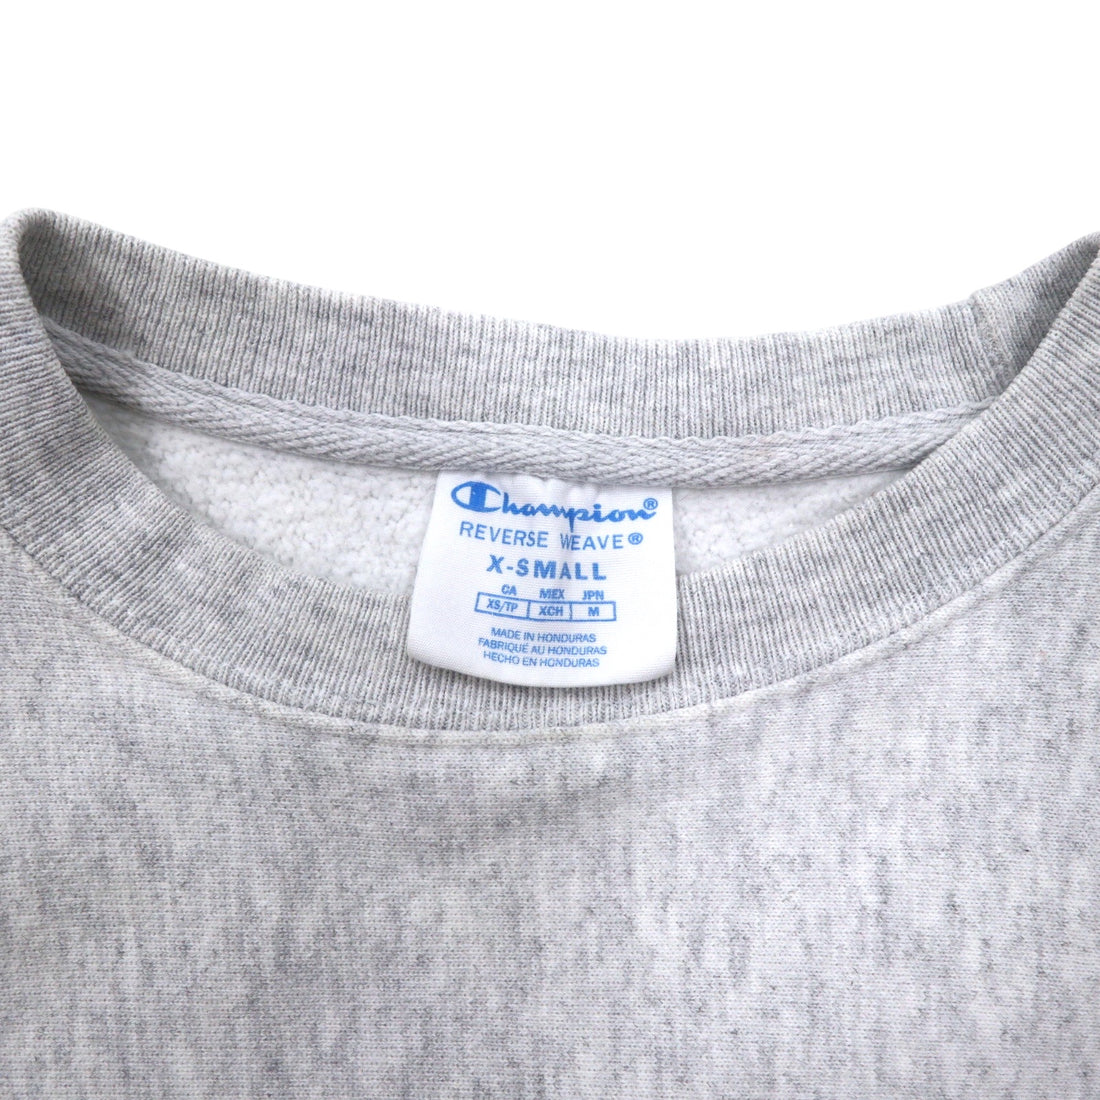 Champion®
REVERSE WEAVE®
X-SMALL
CA MEX JPN
XS/TP XCH M
MADE IN HONDURAS
FABRIQUÉ AU HONDURAS
HECHO EN HONDURAS